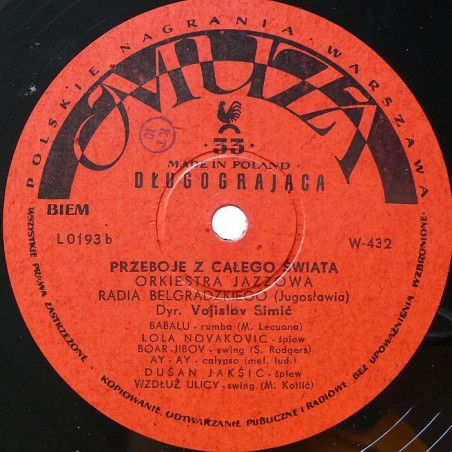 POLSKIE NAGRANIA · WARSZAWA
MUZA
K.T
10
· 33 ·
MADE IN POLAND
DŁUGOGRAJĄCA
BIEM
L 0193 b
W-432
PRZEBOJE Z CAŁEGO ŚWIATA
ORKIESTRA JAZZOWA
RADIA BELGRADZKIEGO (Jugosławia)
Dyr. Vojislav Simić
BABALU - rumba (M. Lecuona)
LOLA NOVAKOVIĆ - śpiew
BOAR-JIBOV - swing (S. Rodgers)
AY-AY - calypso (mel. lud.)
DUŠAN JAKŠIC - śpiew
WZDŁUŻ ULICY - swing (M. Kotlić)
WSZYSTKIE PRAWA ZASTRZEŻONE · KOPIOWANIE, ODTWARZANIE PUBLICZNE I RADIOWE BEZ UPOWAŻNIENIA WZBRONIONE